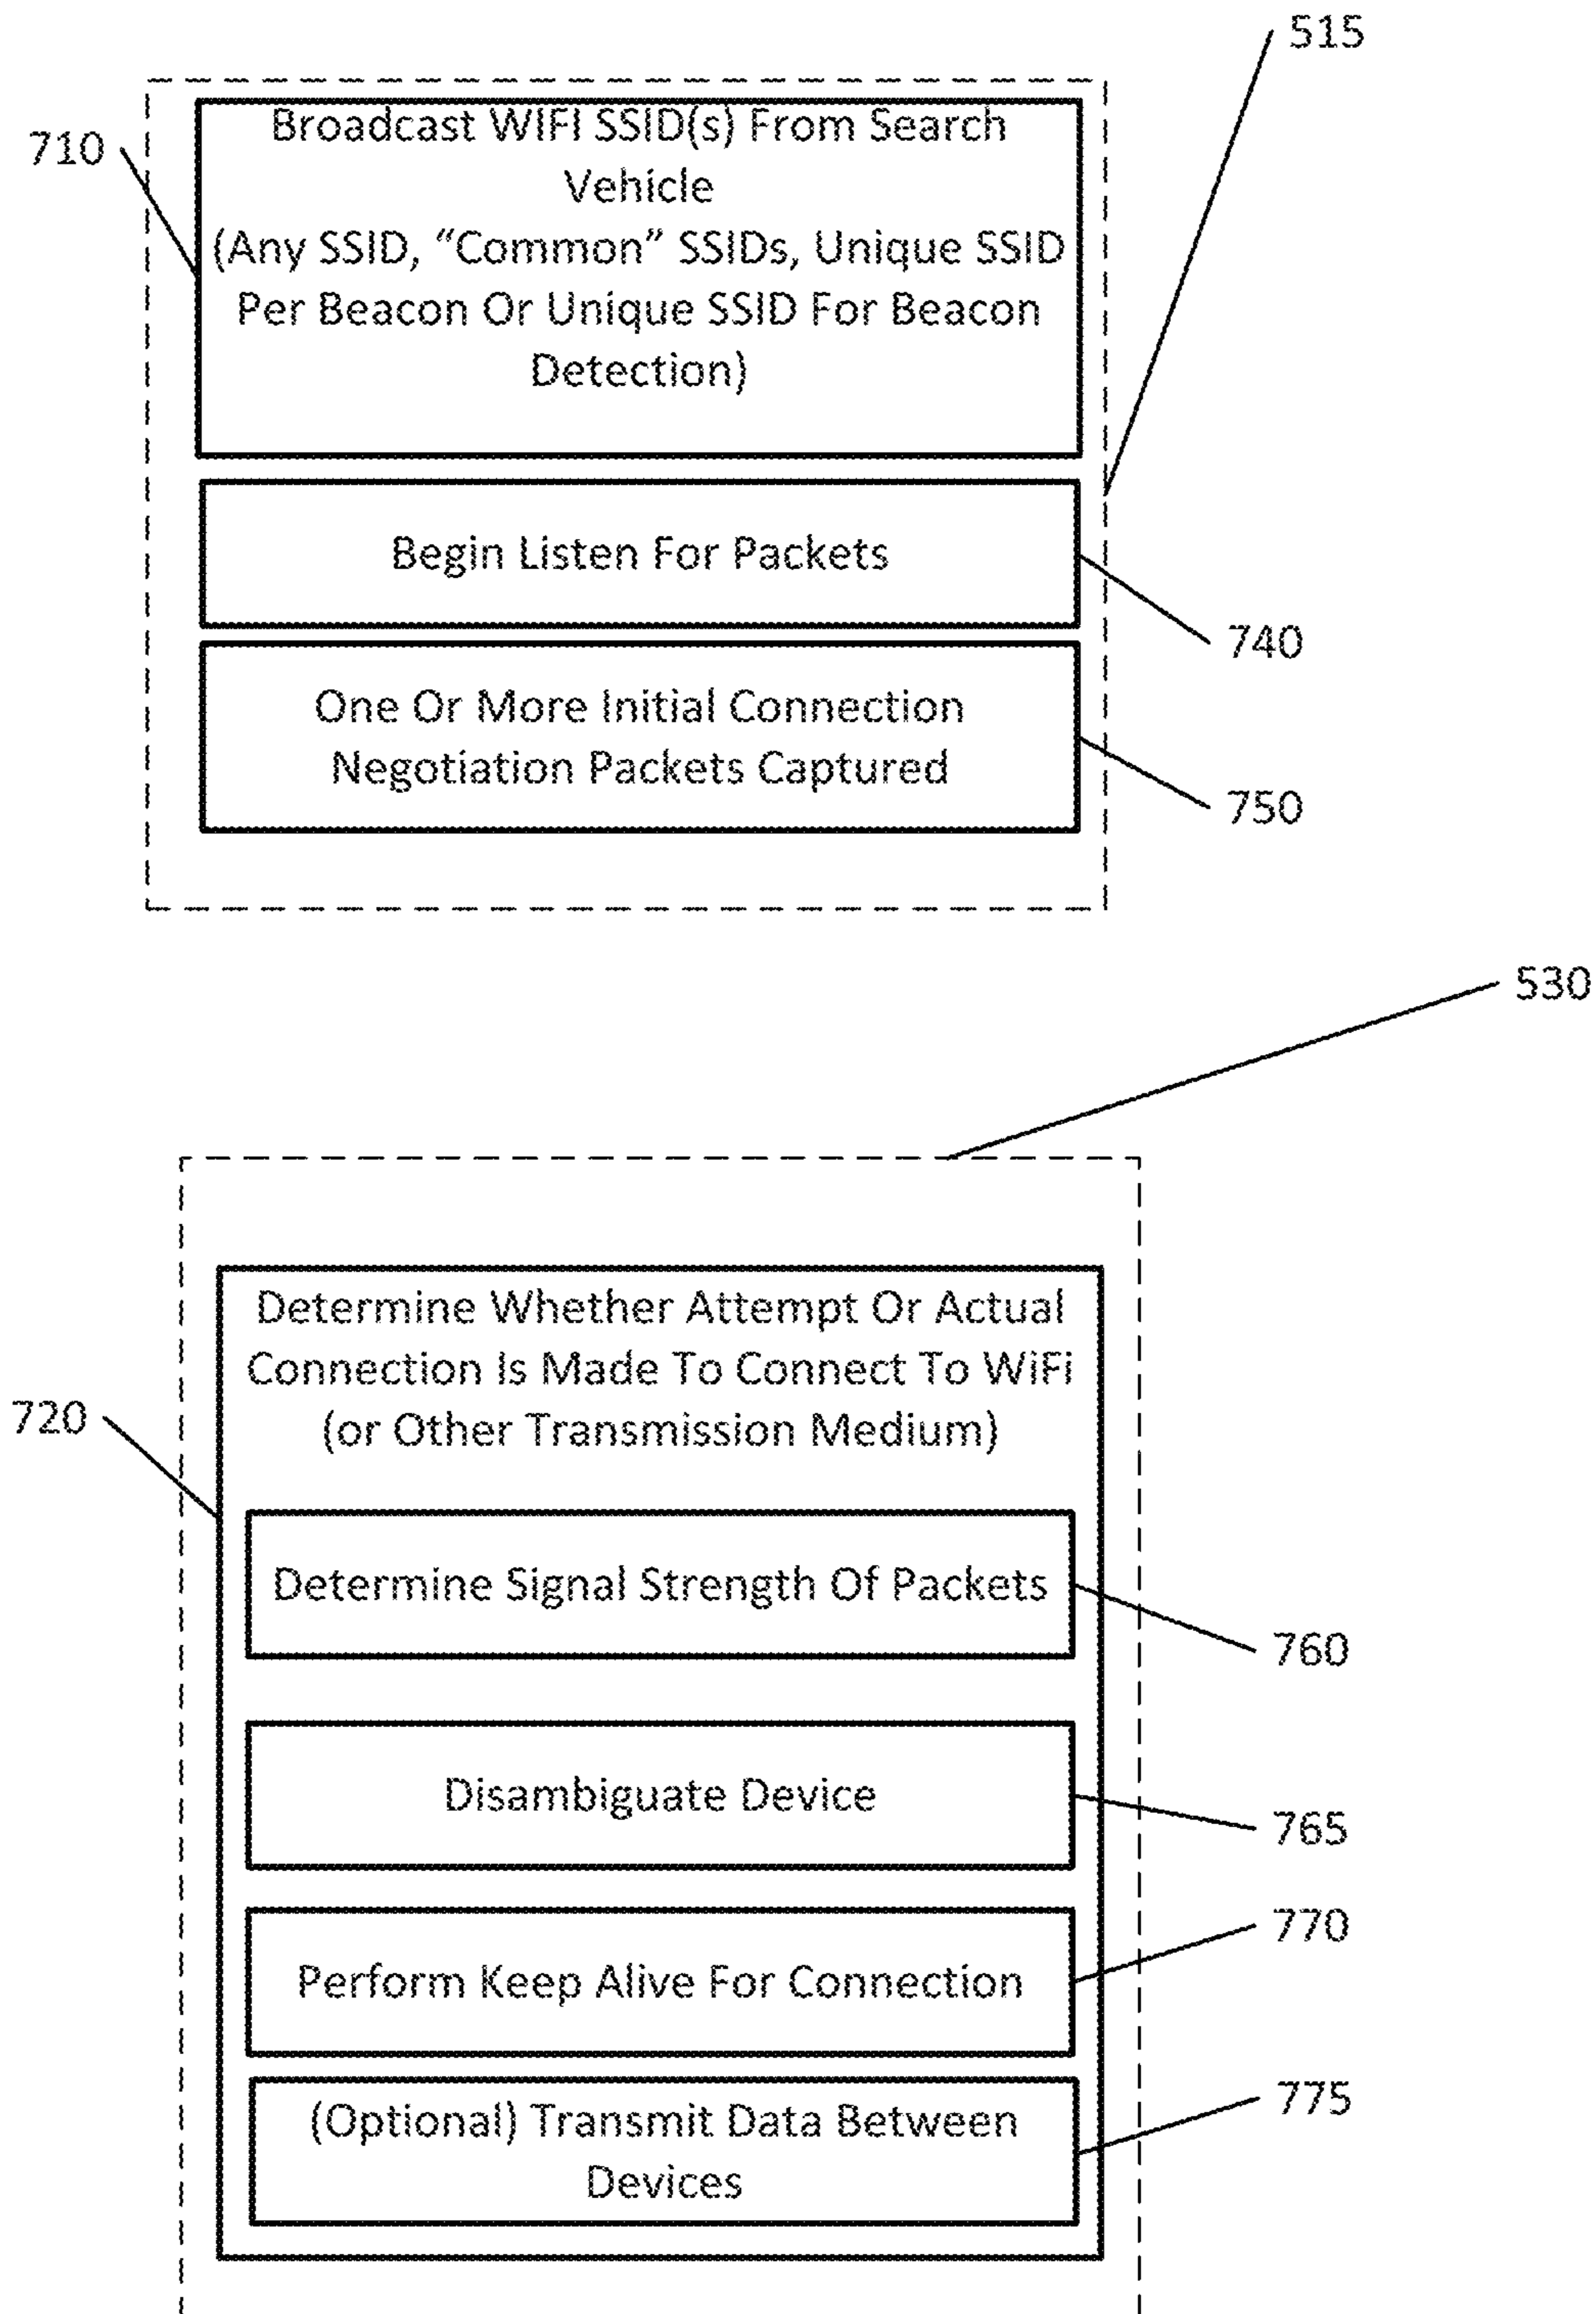 515
710
Broadcast WIFI SSID(s) From Search
Vehicle
(Any SSID, “Common” SSIDs, Unique SSID
Per Beacon Or Unique SSID For Beacon
Detection)
Begin Listen For Packets
740
One Or More Initial Connection
Negotiation Packets Captured
750
530
720
Determine Whether Attempt Or Actual
Connection Is Made To Connect To WiFi
(or Other Transmission Medium)
Determine Signal Strength Of Packets
760
Disambiguate Device
765
770
Perform Keep Alive For Connection
775
(Optional) Transmit Data Between
Devices